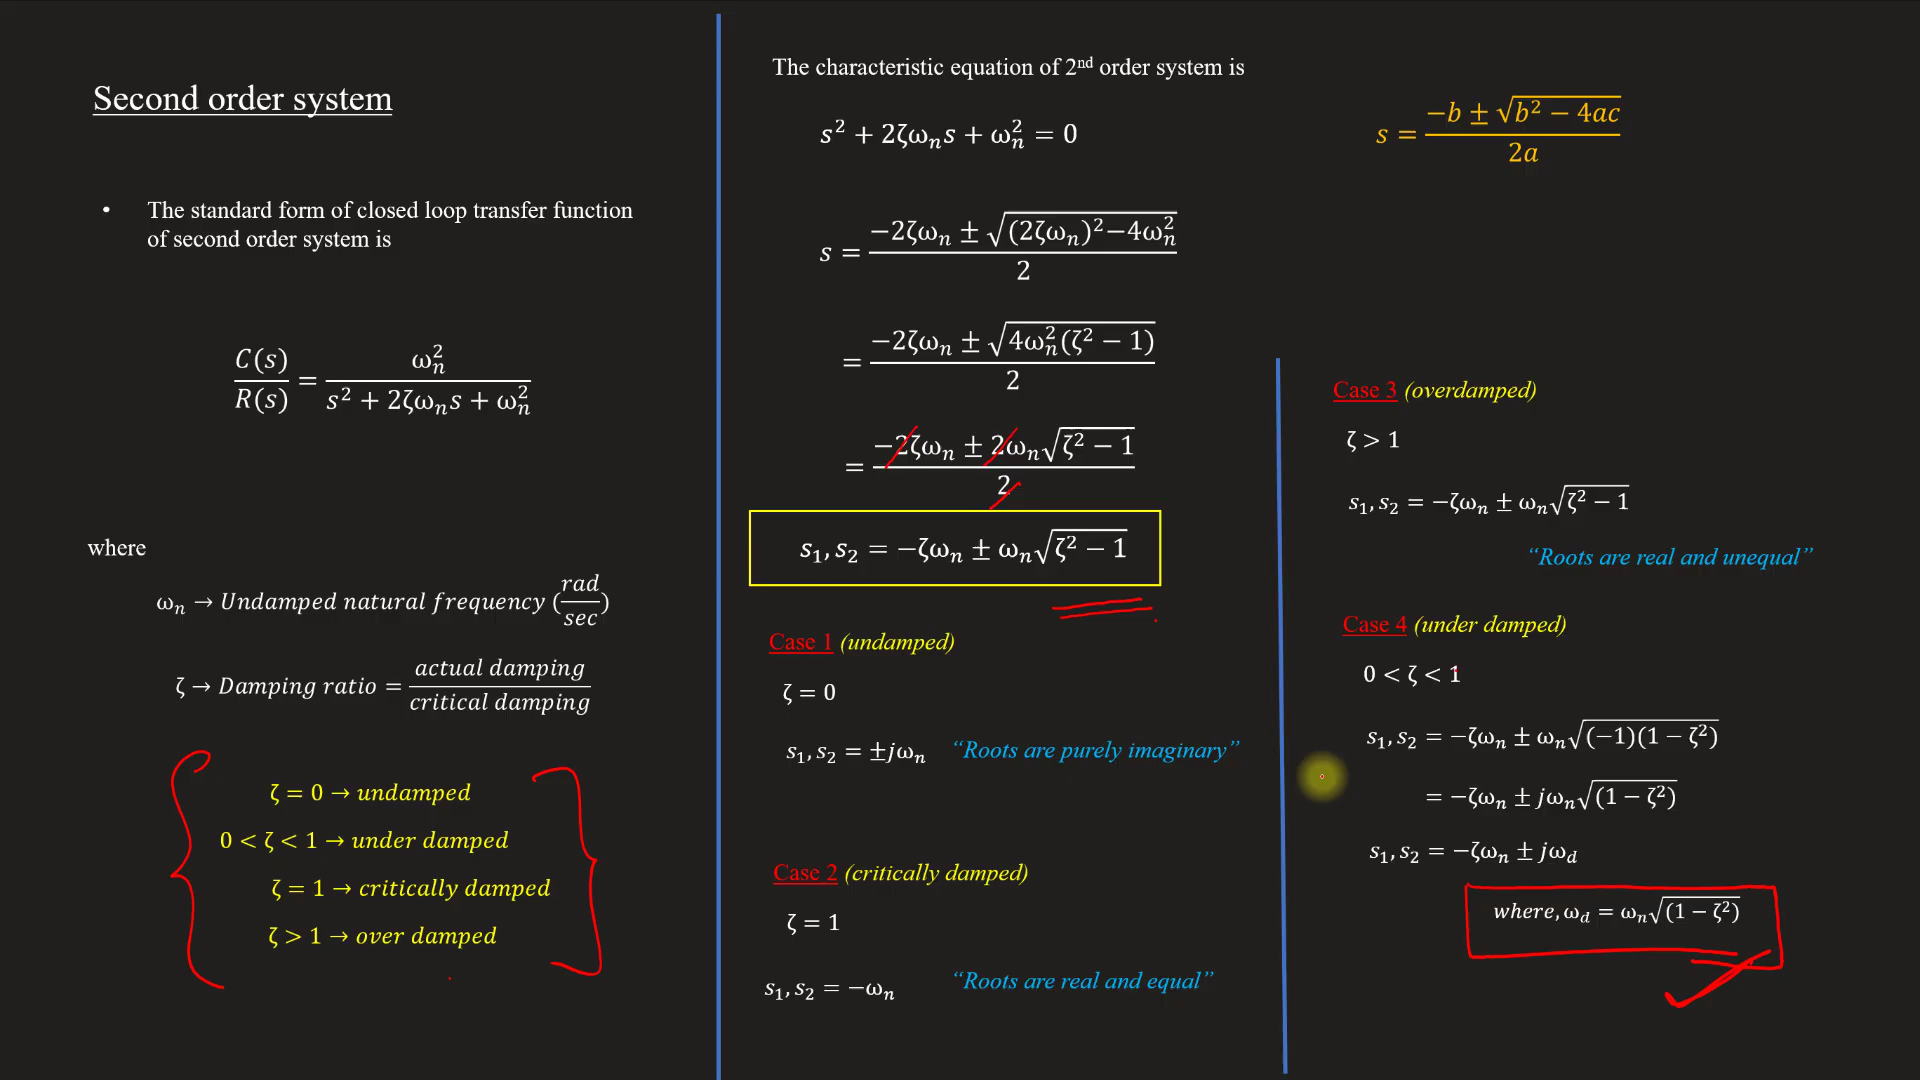 Second order system
• The standard form of closed loop transfer function
of second order system is
C(s)/R(s) = ωₙ²/(s² + 2ζωₙs + ωₙ²)
where
ωₙ → Undamped natural frequency (rad/sec)
ζ → Damping ratio = actual damping/critical damping
ζ = 0 → undamped
0 < ζ < 1 → under damped
ζ = 1 → critically damped
ζ > 1 → over damped
The characteristic equation of 2ⁿᵈ order system is
s² + 2ζωₙs + ωₙ² = 0
s = (−2ζωₙ ± √((2ζωₙ)²−4ωₙ²))/2
= (−2ζωₙ ± √(4ωₙ²(ζ² − 1)))/2
= (−2ζωₙ ± 2ωₙ√(ζ² − 1))/2
s₁, s₂ = −ζωₙ ± ωₙ√(ζ² − 1)
Case 1 (undamped)
ζ = 0
s₁, s₂ = ±jωₙ “Roots are purely imaginary”
Case 2 (critically damped)
ζ = 1
s₁, s₂ = −ωₙ “Roots are real and equal”
s = (−b ± √(b² − 4ac))/2a
Case 3 (overdamped)
ζ > 1
s₁, s₂ = −ζωₙ ± ωₙ√(ζ² − 1)
“Roots are real and unequal”
Case 4 (under damped)
0 < ζ < 1
s₁, s₂ = −ζωₙ ± ωₙ√((−1)(1 − ζ²))
= −ζωₙ ± jωₙ√((1 − ζ²))
s₁, s₂ = −ζωₙ ± jω_d
where, ω_d = ωₙ√((1 − ζ²))